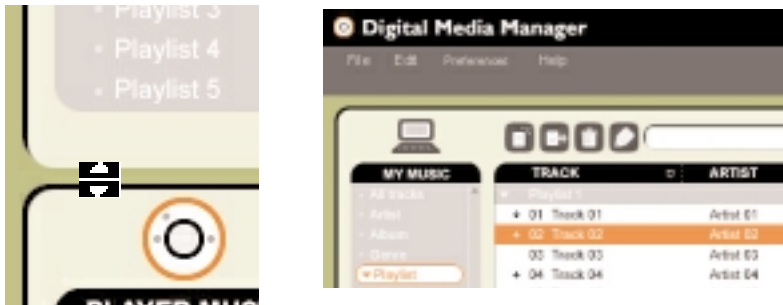 Playlist 3
Playlist 4
Playlist 5
PLAYER MUS
Digital Media Manager
File Edit Preferences Help
MY MUSIC
All tracks
Artist
Album
Genre
Playlist
TRACK ARTIST
Playlist 1
+ 01 Track 01 Artist 01
+ 02 Track 02 Artist 02
03 Track 03 Artist 03
+ 04 Track 04 Artist 04